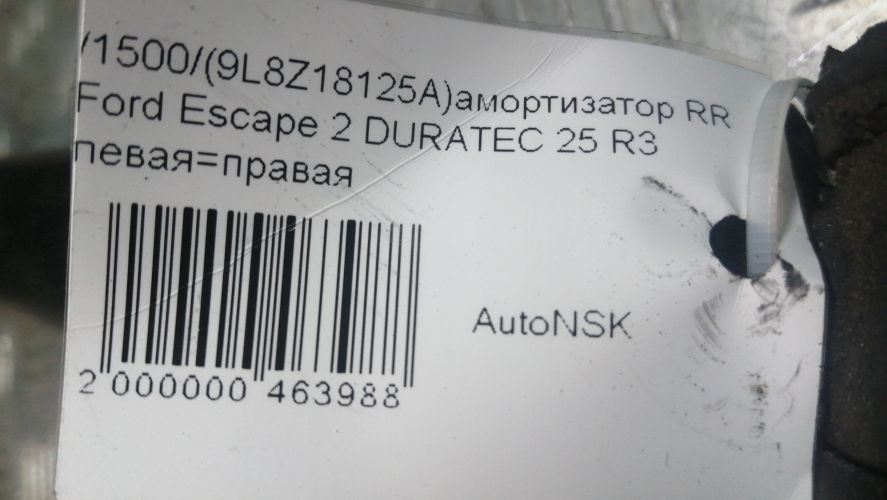 /1500/(9L8Z18125A)амортизатор RR
Ford Escape 2 DURATEC 25 R3
левая=правая
AutoNSK
2 000000 463988